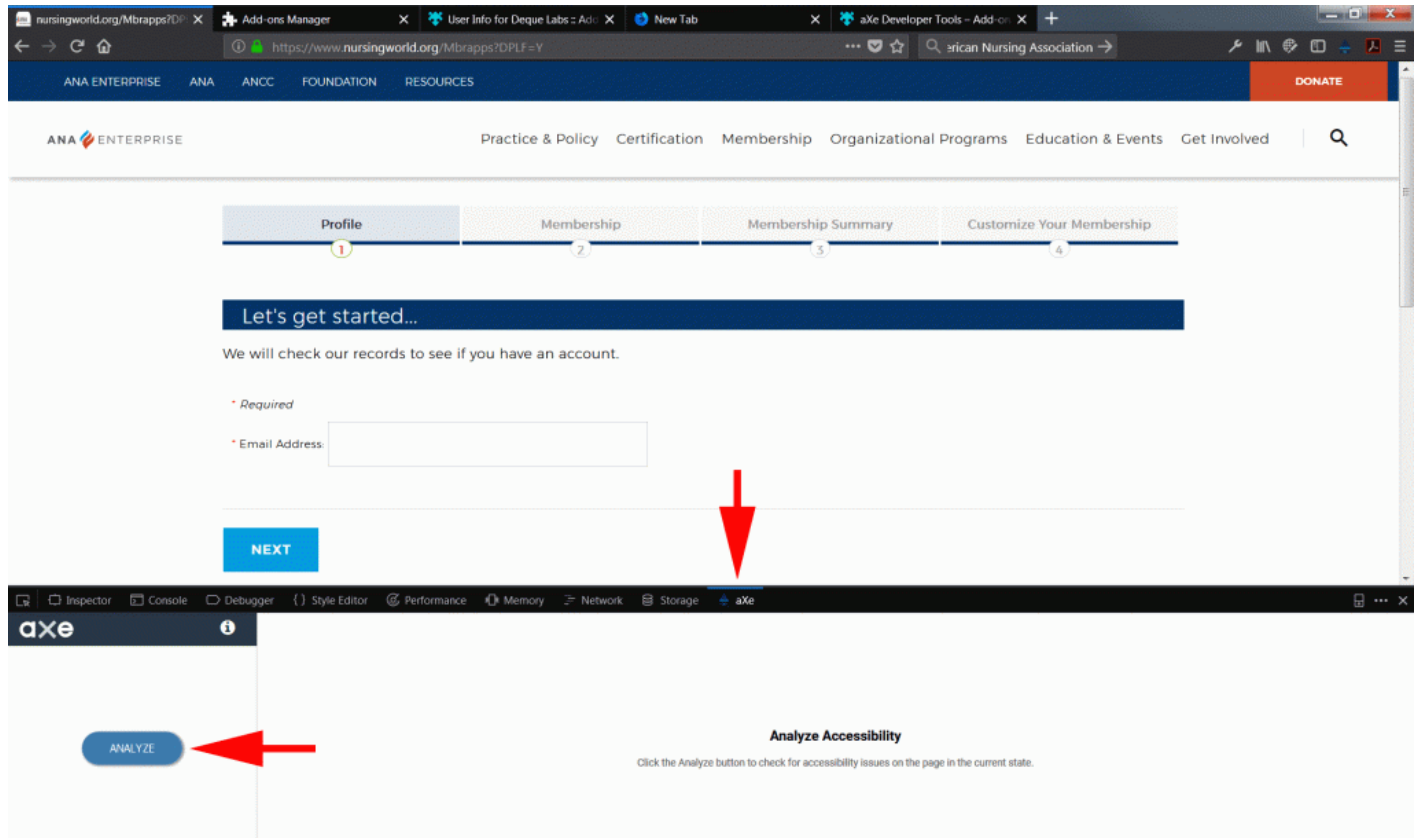 nursingworld.org/Mbrapps?DP
Add-ons Manager
User Info for Deque Labs :: Add
New Tab
aXe Developer Tools – Add-on
https://www.nursingworld.org/Mbrapps?DPLF=Y
erican Nursing Association
ANA ENTERPRISE ANA ANCC FOUNDATION RESOURCES
DONATE
ANA ENTERPRISE
Practice & Policy Certification Membership Organizational Programs Education & Events Get Involved
Profile Membership Membership Summary Customize Your Membership
1 2 3 4
Let's get started...
We will check our records to see if you have an account.
* Required
* Email Address:
NEXT
Inspector Console Debugger { } Style Editor Performance Memory Network Storage aXe
axe
ANALYZE
Analyze Accessibility
Click the Analyze button to check for accessibility issues on the page in the current state.